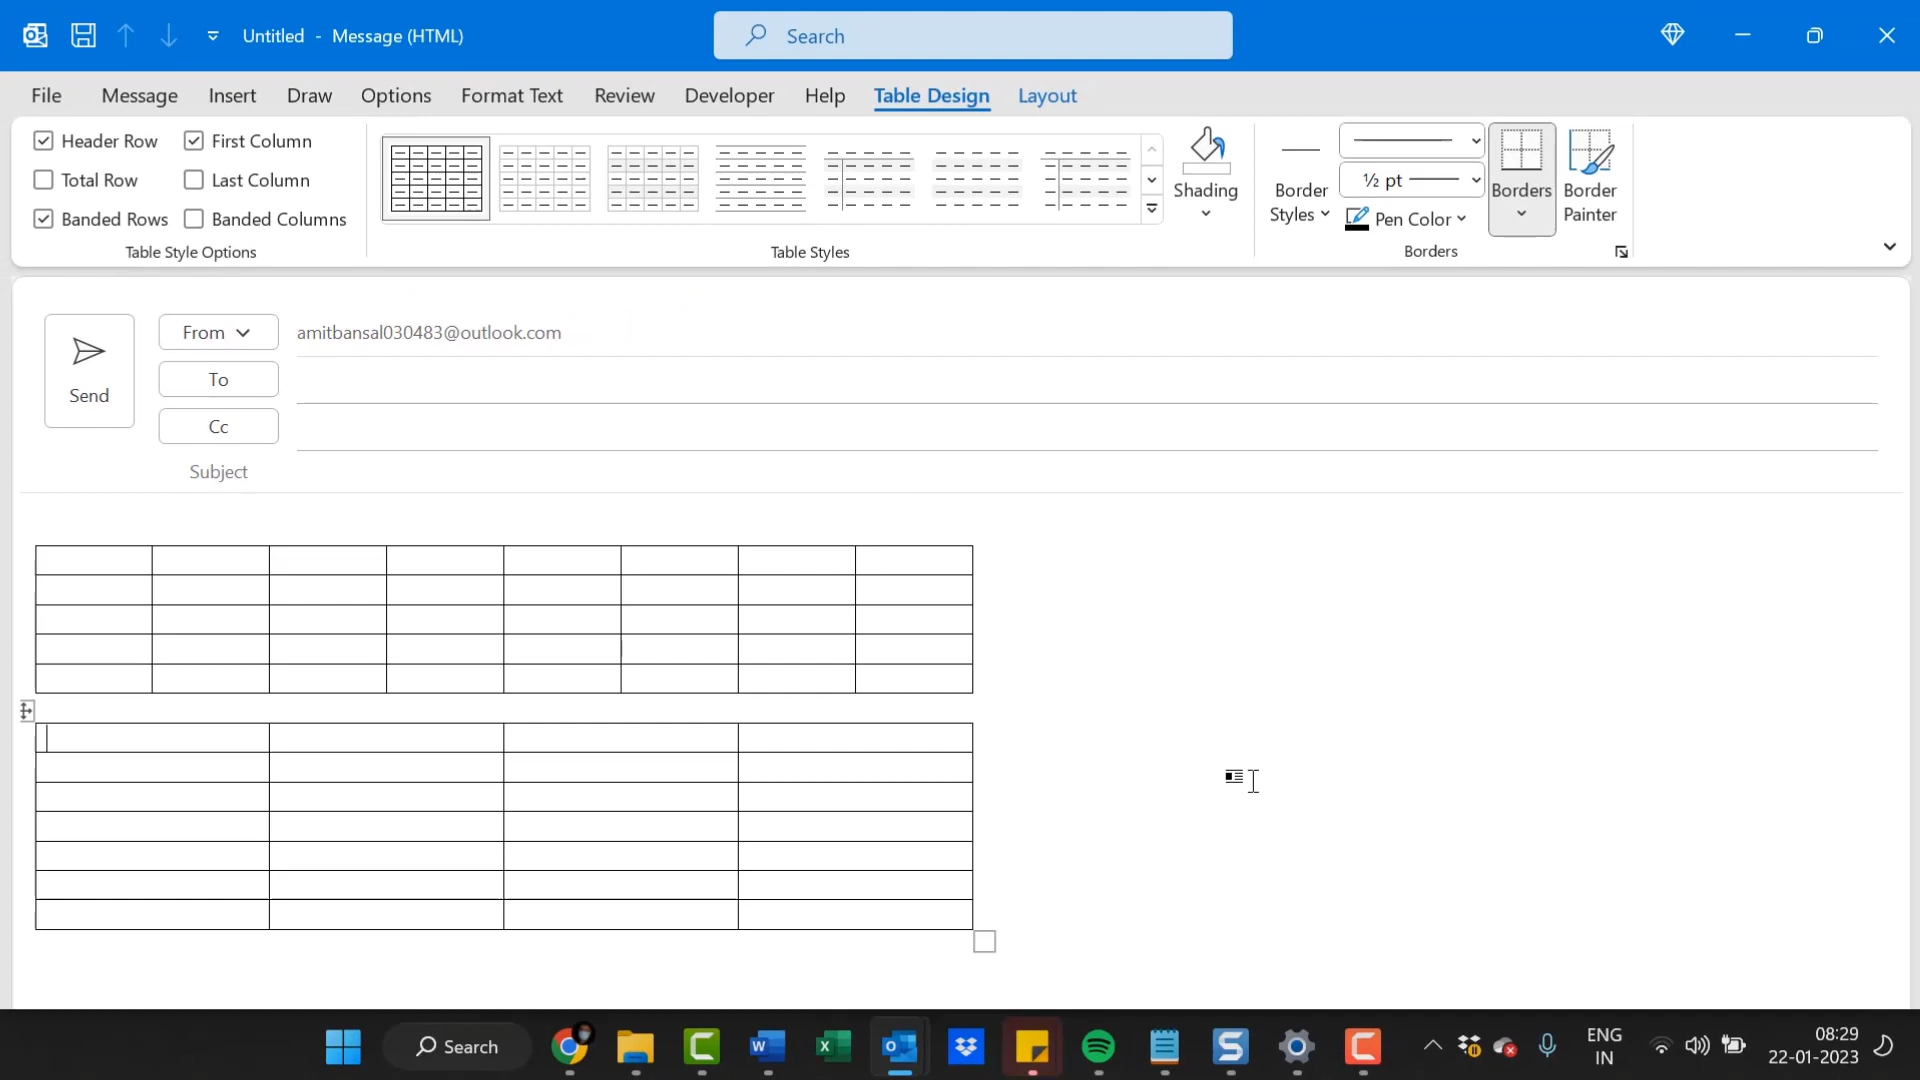 Untitled - Message (HTML)
Search
File Message Insert Draw Options Format Text Review Developer Help Table Design Layout
Header Row First Column
Total Row Last Column
Banded Rows Banded Columns
Table Style Options
Table Styles
Shading
Border
Styles
½ pt
Pen Color
Borders
Border
Painter
Borders
Send
From amitbansal030483@outlook.com
To
Cc
Subject
Search
ENG
IN
08:29
22-01-2023